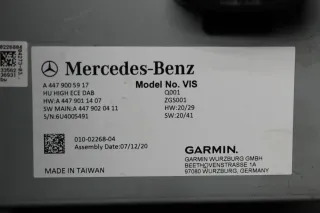 Mercedes-Benz
A 447 900 59 17
Model No. VIS
HU HIGH ECE DAB
Q001
HW:A 447 901 14 07
ZGS001
SW MAIN:A 447 902 04 11
HW:20/29
S/N:6U4005491
SW:20/41
010-02268-04
Assembly Date:07/12/20
GARMIN.
GARMIN WURZBURG GMBH
BEETHOVENSTRASSE 1A
97080 WURZBURG, GERMANY
MADE IN TAIWAN